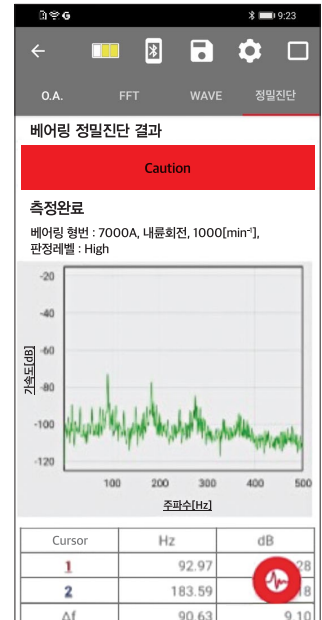 9:23
O.A. FFT WAVE 정밀진단
베어링 정밀진단 결과
Caution
측정완료
베어링 형번 : 7000A, 내륜회전, 1000[min⁻¹],
판정레벨 : High
가속도[dB]
-20
-40
-60
-80
-100
-120
100 200 300 400 500
주파수[Hz]
Cursor Hz dB
1 92.97 28
2 183.59 18
Δf 90.63 9.10